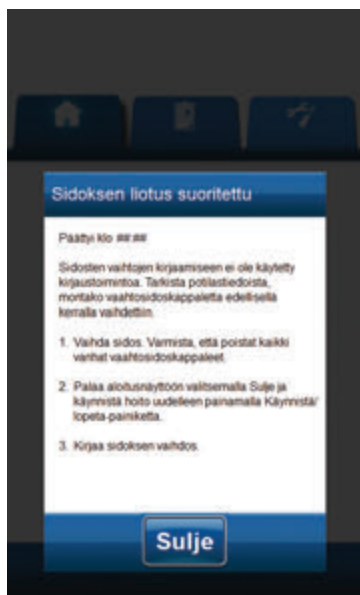 Sidoksen liotus suoritettu
Päättyi klo ##:##
Sidosten vaihtojen kirjaamiseen ei ole käytetty
kirjaustoimintoa. Tarkista potilastiedoista,
montako vaahtosidoskappaletta edellisellä
kerralla vaihdettiin.
1. Vaihda sidos. Varmista, että poistat kaikki
vanhat vaahtosidoskappaleet.
2. Palaa aloitusnäyttöön valitsemalla Sulje ja
käynnistä hoito uudelleen painamalla Käynnistä/
lopeta-painiketta.
3. Kirjaa sidoksen vaihdos.
Sulje